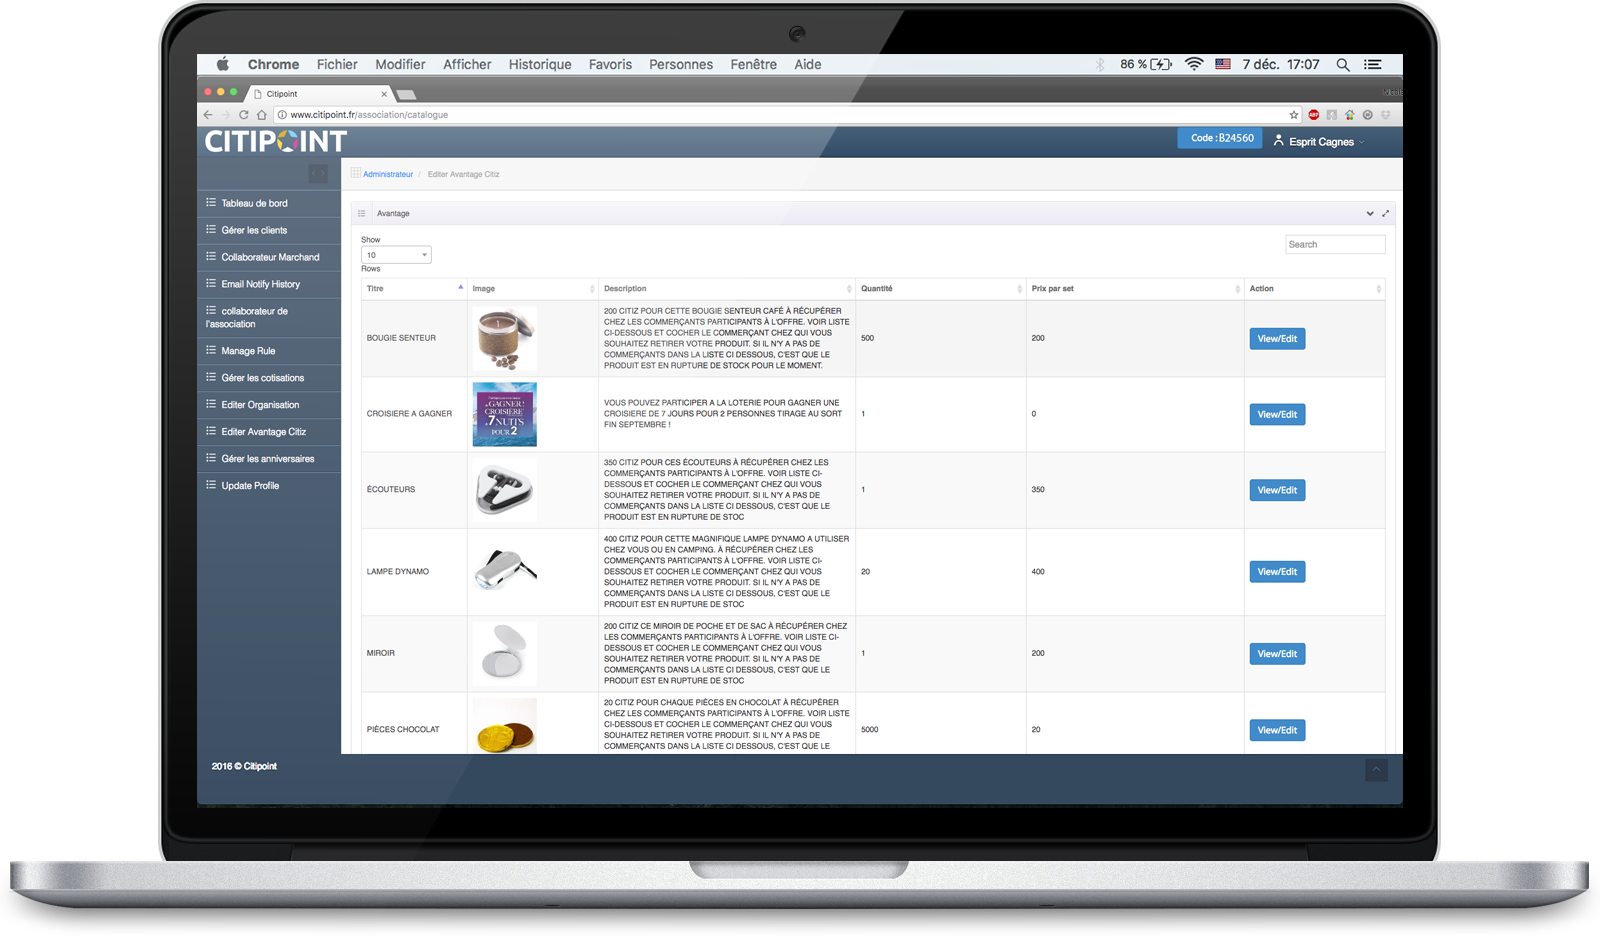 Chrome Fichier Modifier Afficher Historique Favoris Personnes Fenêtre Aide 86 % 7 déc. 17:07
Citipoint
www.citipoint.fr/association/catalogue
CITIPOINT Code : B24560 Esprit Cagnes
Administrateur / Editer Avantage Citiz
Tableau de bord
Gérer les clients
Collaborateur Marchand
Email Notify History
collaborateur de
l'association
Manage Rule
Gérer les cotisations
Editer Organisation
Editer Avantage Citiz
Gérer les anniversaires
Update Profile
Avantage
Show
10
Rows
Search
Titre Image Description Quantité Prix par set Action
BOUGIE SENTEUR
200 CITIZ POUR CETTE BOUGIE SENTEUR CAFÉ À RÉCUPÉRER
CHEZ LES COMMERÇANTS PARTICIPANTS À L'OFFRE. VOIR LISTE
CI-DESSOUS ET COCHER LE COMMERÇANT CHEZ QUI VOUS
SOUHAITEZ RETIRER VOTRE PRODUIT. SI IL N'Y A PAS DE
COMMERÇANTS DANS LA LISTE CI DESSOUS, C'EST QUE LE
PRODUIT EST EN RUPTURE DE STOCK POUR LE MOMENT.
500 200 View/Edit
CROISIERE A GAGNER
À GAGNER !
CROISIÈRE
7 NUITS
POUR 2
VOUS POUVEZ PARTICIPER A LA LOTERIE POUR GAGNER UNE
CROISIERE DE 7 JOURS POUR 2 PERSONNES TIRAGE AU SORT
FIN SEPTEMBRE !
1 0 View/Edit
ÉCOUTEURS
350 CITIZ POUR CES ÉCOUTEURS À RÉCUPÉRER CHEZ LES
COMMERÇANTS PARTICIPANTS À L'OFFRE. VOIR LISTE CI-
DESSOUS ET COCHER LE COMMERÇANT CHEZ QUI VOUS
SOUHAITEZ RETIRER VOTRE PRODUIT. SI IL N'Y A PAS DE
COMMERÇANTS DANS LA LISTE CI DESSOUS, C'EST QUE LE
PRODUIT EST EN RUPTURE DE STOC
1 350 View/Edit
LAMPE DYNAMO
400 CITIZ POUR CETTE MAGNIFIQUE LAMPE DYNAMO A UTILISER
CHEZ VOUS OU EN CAMPING. À RÉCUPÉRER CHEZ LES
COMMERÇANTS PARTICIPANTS À L'OFFRE. VOIR LISTE CI-
DESSOUS ET COCHER LE COMMERÇANT CHEZ QUI VOUS
SOUHAITEZ RETIRER VOTRE PRODUIT. SI IL N'Y A PAS DE
COMMERÇANTS DANS LA LISTE CI DESSOUS, C'EST QUE LE
PRODUIT EST EN RUPTURE DE STOC
20 400 View/Edit
MIROIR
200 CITIZ CE MIROIR DE POCHE ET DE SAC À RÉCUPÉRER CHEZ
LES COMMERÇANTS PARTICIPANTS À L'OFFRE. VOIR LISTE CI-
DESSOUS ET COCHER LE COMMERÇANT CHEZ QUI VOUS
SOUHAITEZ RETIRER VOTRE PRODUIT. SI IL N'Y A PAS DE
COMMERÇANTS DANS LA LISTE CI DESSOUS, C'EST QUE LE
PRODUIT EST EN RUPTURE DE STOC
1 200 View/Edit
PIÈCES CHOCOLAT
20 CITIZ POUR CHAQUE PIÈCES EN CHOCOLAT À RÉCUPÉRER
CHEZ LES COMMERÇANTS PARTICIPANTS À L'OFFRE. VOIR LISTE
CI-DESSOUS ET COCHER LE COMMERÇANT CHEZ QUI VOUS
SOUHAITEZ RETIRER VOTRE PRODUIT. SI IL N'Y A PAS DE
COMMERÇANTS DANS LA LISTE CI DESSOUS, C'EST QUE LE
5000 20 View/Edit
2016 © Citipoint